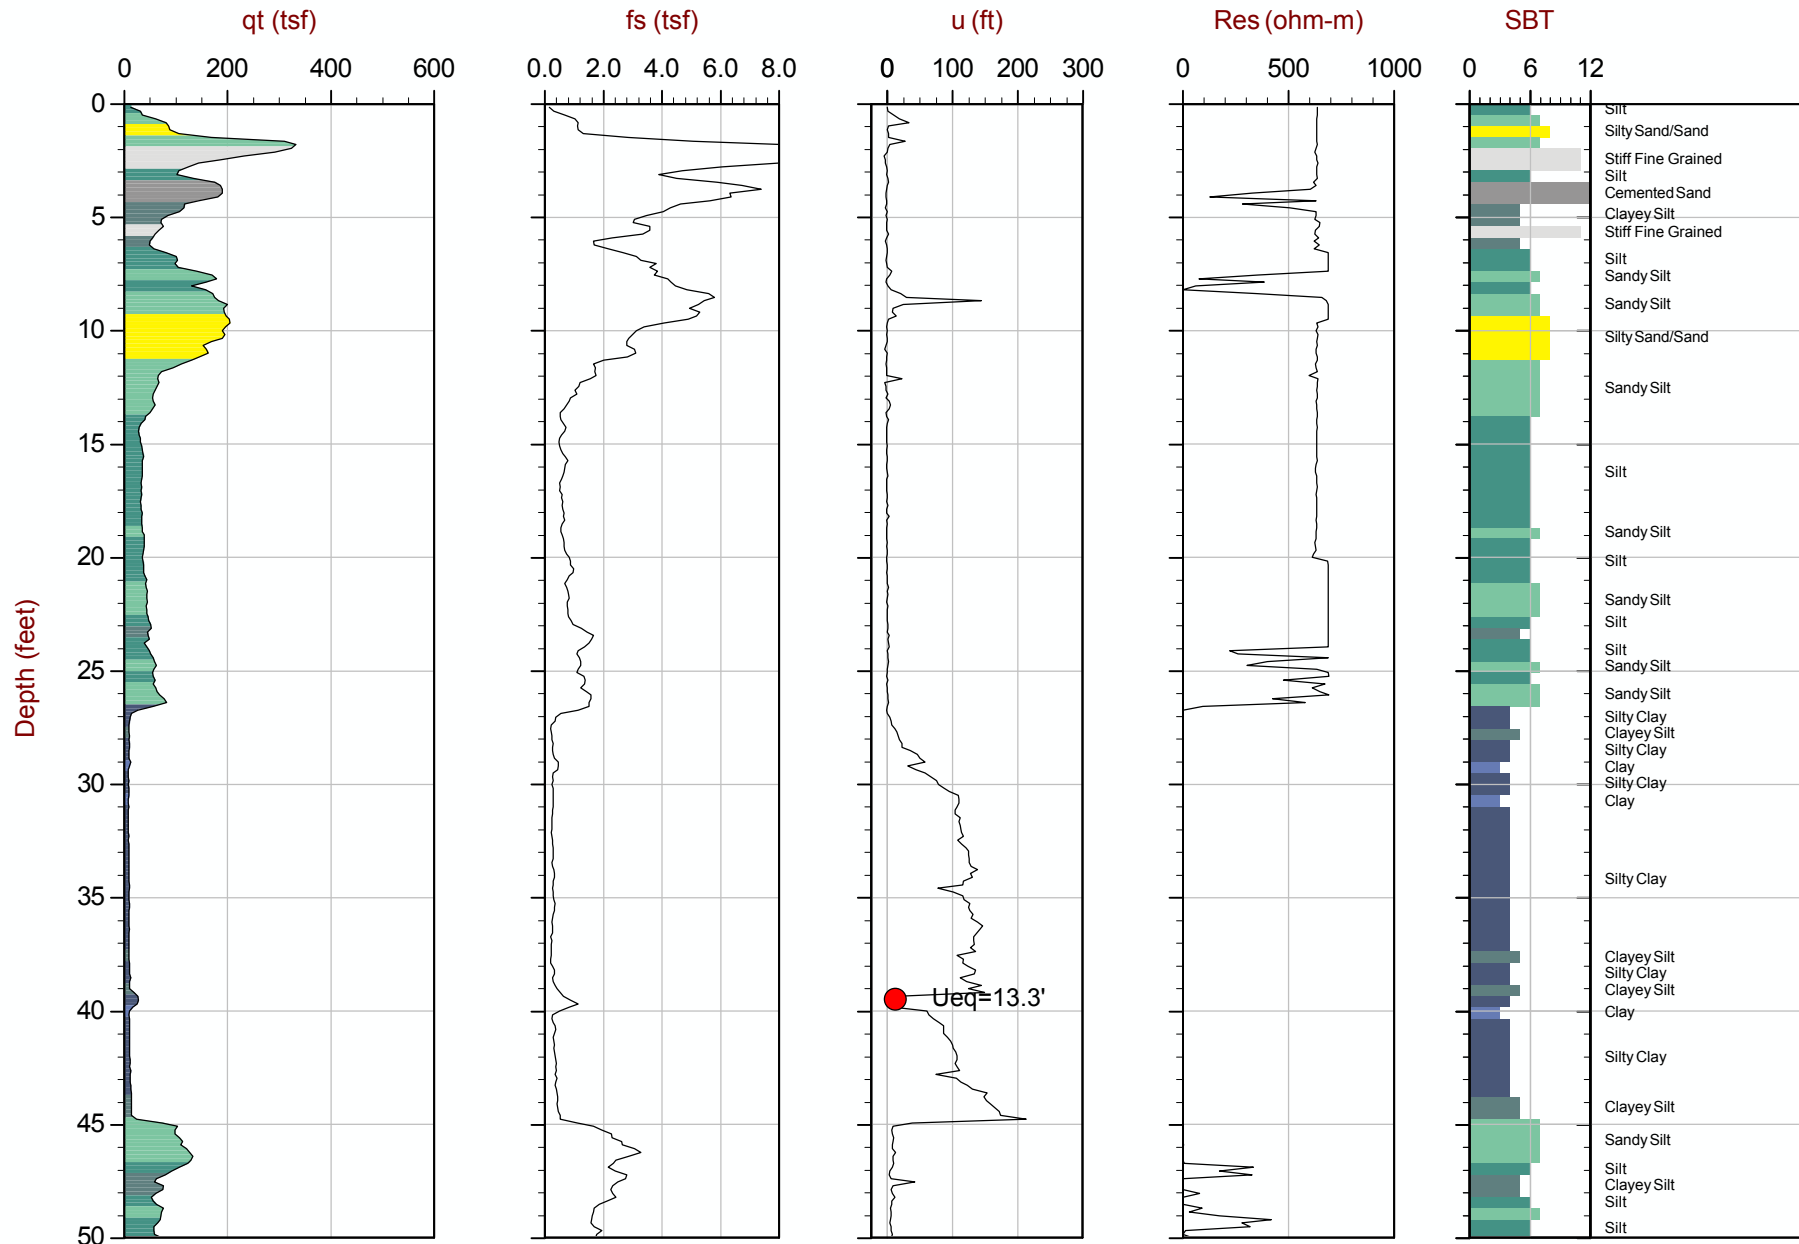 qt (tsf) fs (tsf) u (ft) Res (ohm-m) SBT
0 200 400 600 0.0 2.0 4.0 6.0 8.0 0 100 200 300 0 500 1000 0 6 12
0
Silt
Silty Sand/Sand
Stiff Fine Grained
Silt
Cemented Sand
Clayey Silt
5
Stiff Fine Grained
Silt
Sandy Silt
Sandy Silt
10
Silty Sand/Sand
Sandy Silt
15
Silt
Sandy Silt
20
Silt
Sandy Silt
Silt
Silt
Sandy Silt
25
Sandy Silt
Depth (feet)
Silty Clay
Clayey Silt
Silty Clay
Clay
Silty Clay
30
Clay
Silty Clay
35
Clayey Silt
Silty Clay
Clayey Silt
Ueq=13.3'
40
Clay
Silty Clay
Clayey Silt
45
Sandy Silt
Silt
Clayey Silt
Silt
Silt
50